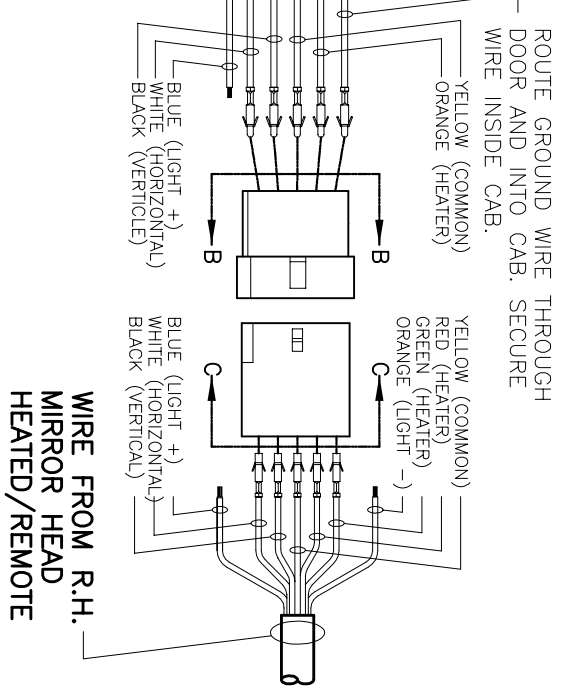 ROUTE GROUND WIRE THROUGH
DOOR AND INTO CAB. SECURE
WIRE INSIDE CAB.
YELLOW (COMMON)
ORANGE (HEATER)
BLUE (LIGHT +)
WHITE (HORIZONTAL)
BLACK (VERTICLE)
B
B
YELLOW (COMMON)
RED (HEATER)
GREEN (HEATER)
ORANGE (LIGHT -)
C
C
BLUE (LIGHT +)
WHITE (HORIZONTAL)
BLACK (VERTICAL)
WIRE FROM R.H.
MIRROR HEAD
HEATED/REMOTE